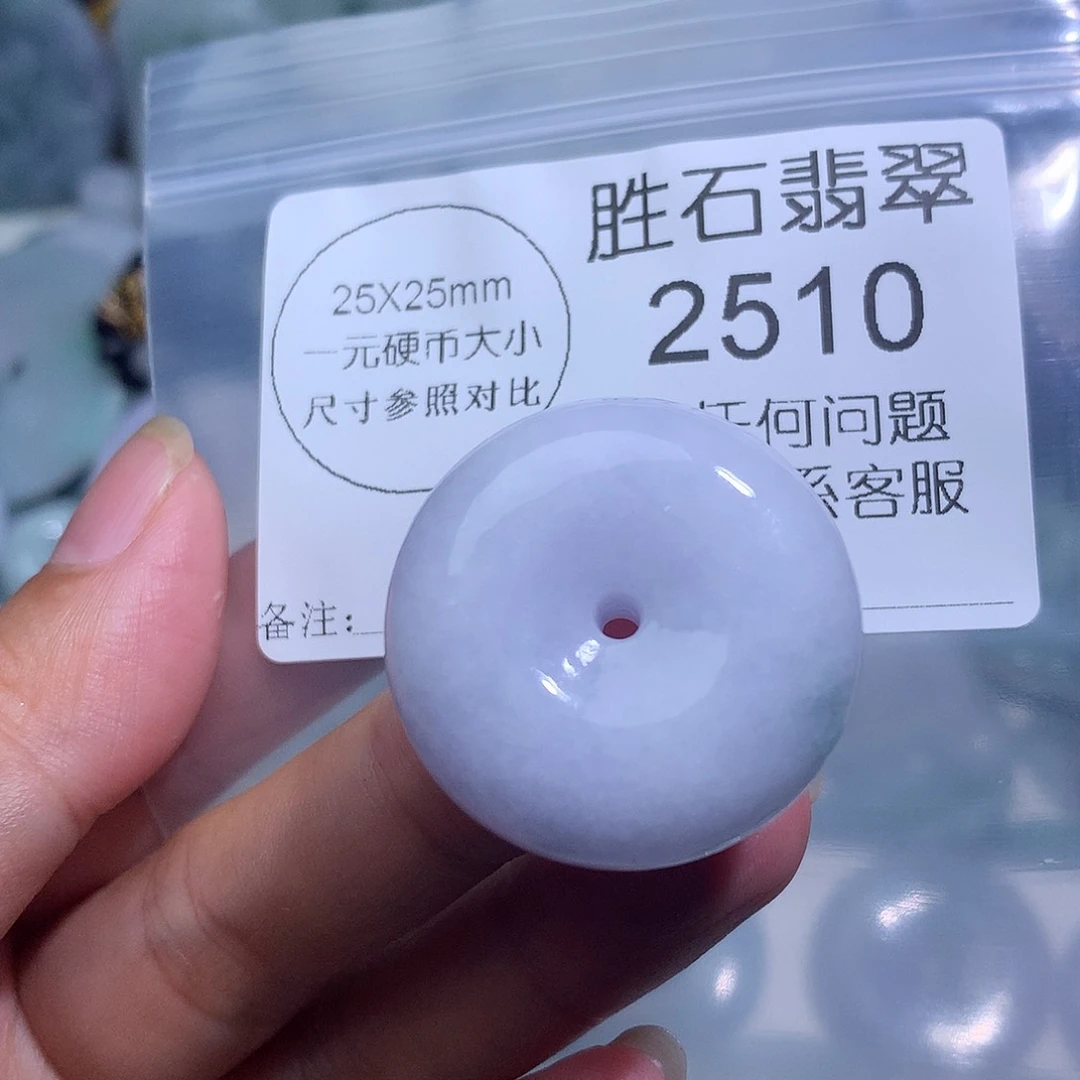 胜石翡翠
2510
25X25mm
一元硬币大小
尺寸参照对比
任何问题
系客服
备注: